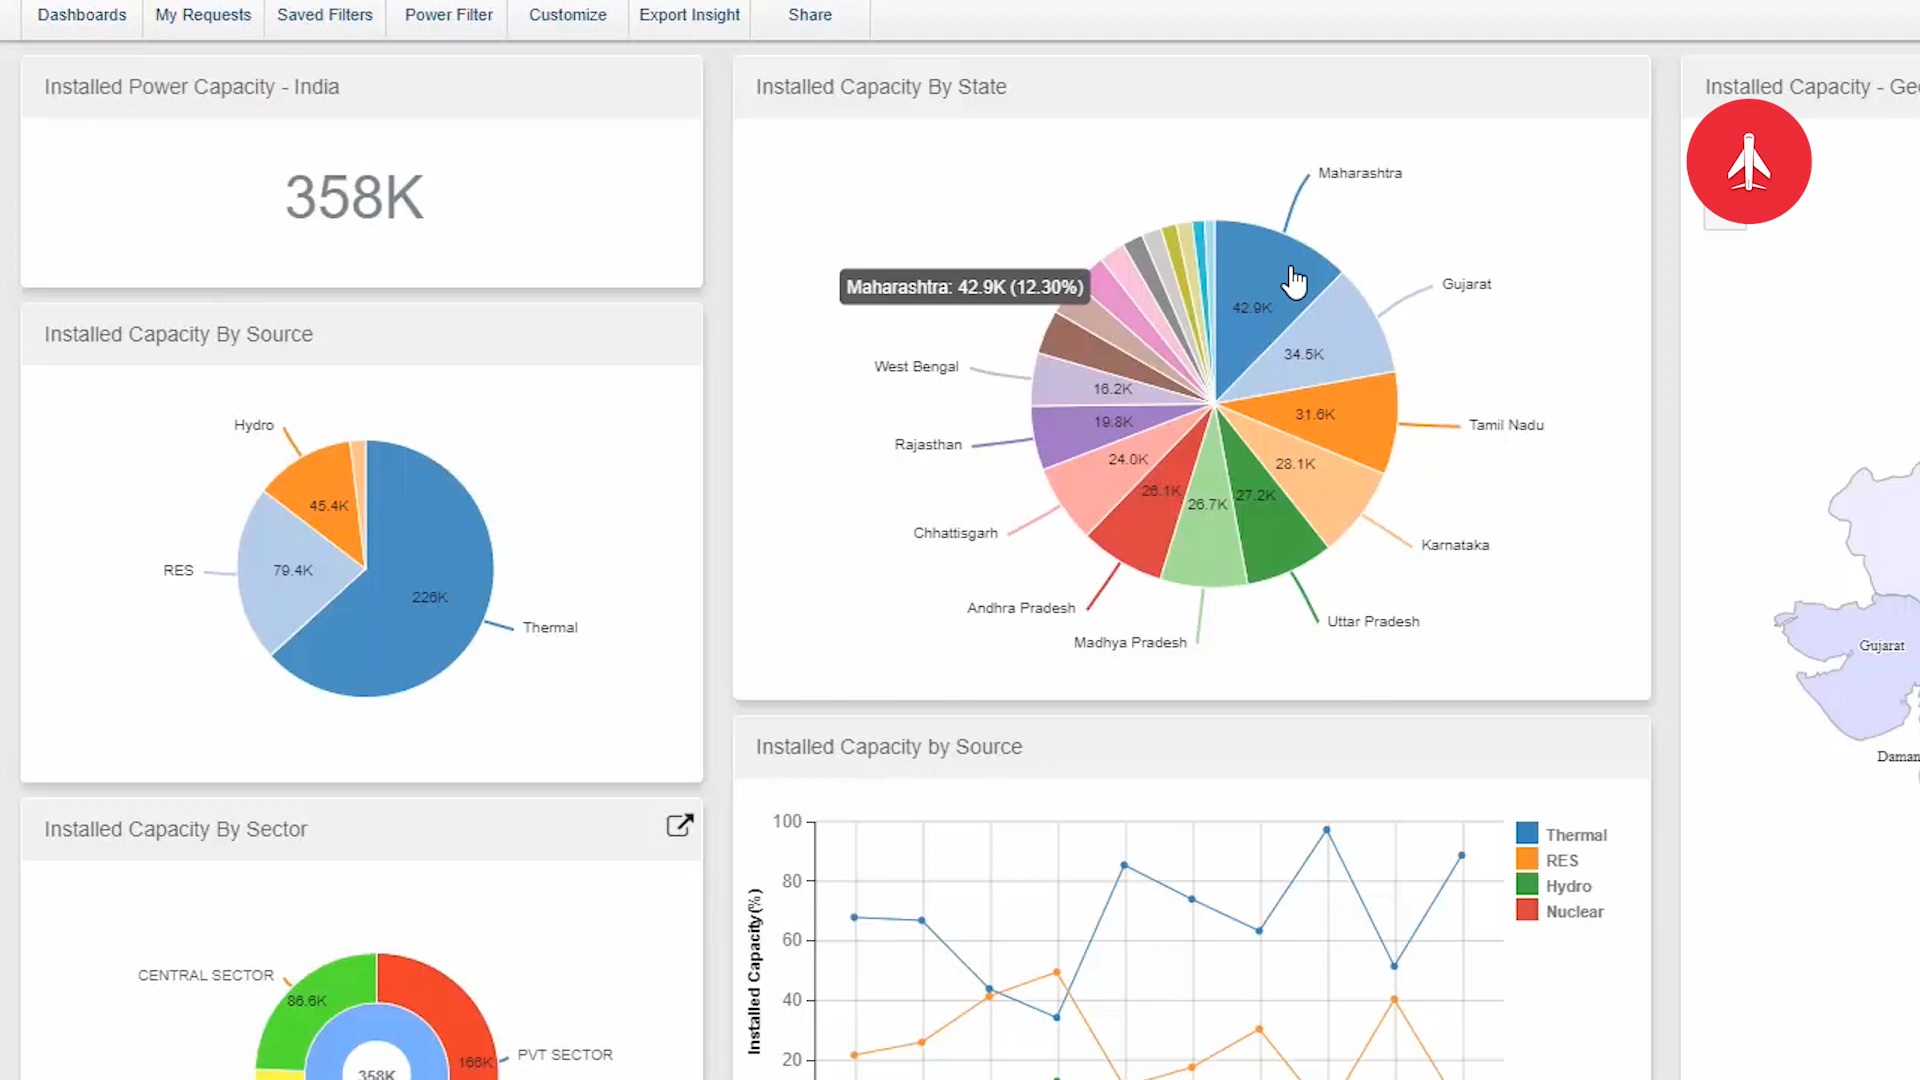 Dashboards
My Requests
Saved Filters
Power Filter
Customize
Export Insight
Share
Installed Power Capacity - India
358K
Installed Capacity By Source
Hydro
45.4K
RES
79.4K
226K
Thermal
Installed Capacity By Sector
CENTRAL SECTOR
86.6K
PVT SECTOR
166K
358K
Installed Capacity By State
Maharashtra
Maharashtra: 42.9K (12.30%)
42.9K
Gujarat
34.5K
West Bengal
16.2K
31.6K
Tamil Nadu
Rajasthan
19.8K
24.0K
28.1K
Chhattisgarh
26.1K
26.7K
27.2K
Karnataka
Andhra Pradesh
Madhya Pradesh
Uttar Pradesh
Installed Capacity by Source
Installed Capacity(%)
100
80
60
40
20
Thermal
RES
Hydro
Nuclear
Installed Capacity - Geo
Gujarat
Daman